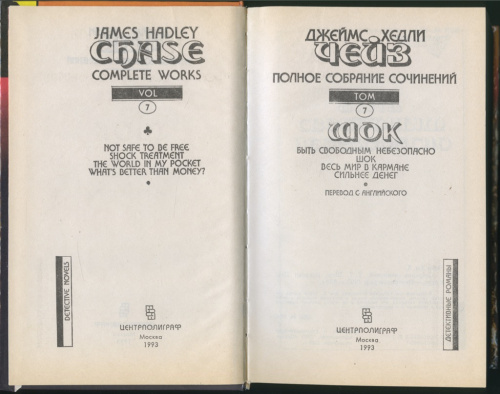 JAMES HADLEY
CHASE
COMPLETE WORKS
VOL
7
NOT SAFE TO BE FREE
SHOCK TREATMENT
THE WORLD IN MY POCKET
WHAT'S BETTER THAN MONEY?
DETECTIVE NOVELS
ЦЕНТРПОЛИГРАФ
Москва
1993
ДЖЕЙМС ХЕДЛИ
ЧЕЙЗ
ПОЛНОЕ СОБРАНИЕ СОЧИНЕНИЙ
ТОМ
7
ШОК
БЫТЬ СВОБОДНЫМ НЕБЕЗОПАСНО
ШОК
ВЕСЬ МИР В КАРМАНЕ
СИЛЬНЕЕ ДЕНЕГ
ПЕРЕВОД С АНГЛИЙСКОГО
ДЕТЕКТИВНЫЕ РОМАНЫ
ЦЕНТРПОЛИГРАФ
Москва
1993